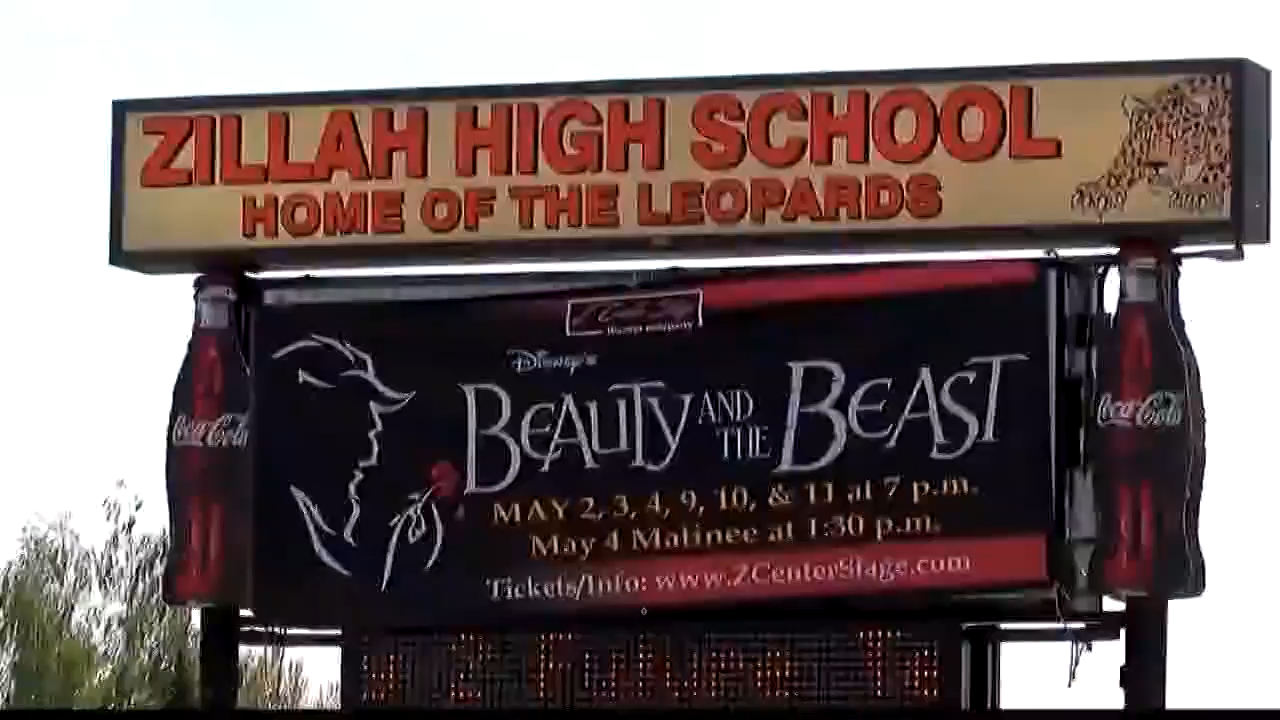 ZILLAH HIGH SCHOOL
HOME OF THE LEOPARDS
Disney's
BEAUTY AND THE BEAST
MAY 2, 3, 4, 9, 10, & 11 at 7 p.m.
May 4 Matinee at 1:30 p.m.
Tickets/Info: www.ZCenterStage.com
Coca-Cola
Coca-Cola